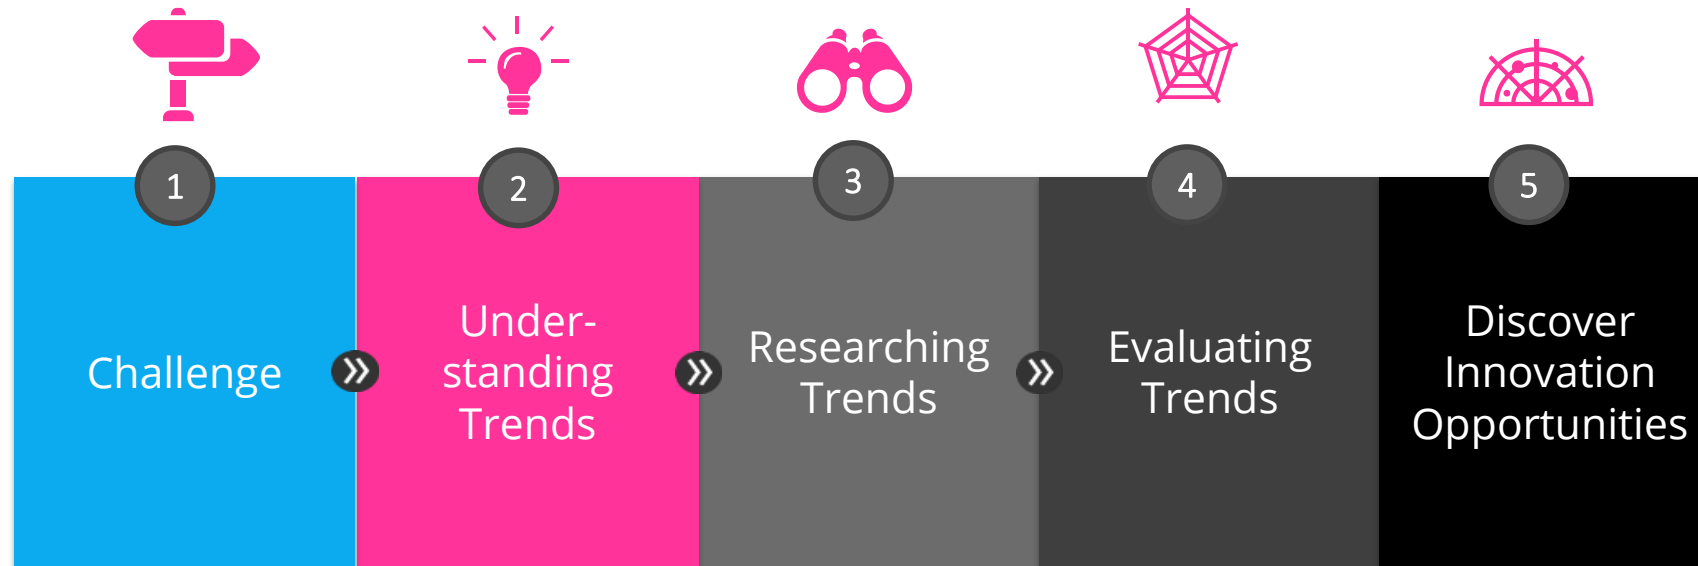 1
2
3
4
5
Challenge
Under-
standing
Trends
Researching
Trends
Evaluating
Trends
Discover
Innovation
Opportunities